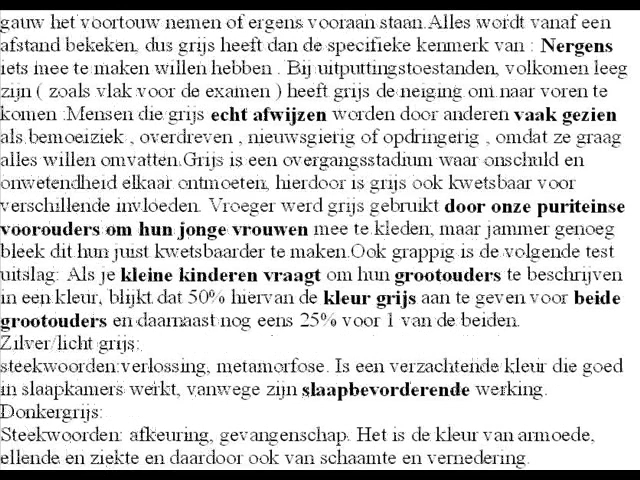 gauw het voortouw nemen of ergens vooraan staan.Alles wordt vanaf een
afstand bekeken, dus grijs heeft dan de specifieke kenmerk van : Nergens
iets mee te maken willen hebben . Bij uitputtingstoestanden, volkomen leeg
zijn ( zoals vlak voor de examen ) heeft grijs de neiging om naar voren te
komen .Mensen die grijs echt afwijzen worden door anderen vaak gezien
als bemoeiziek , overdreven , nieuwsgierig of opdringerig , omdat ze graag
alles willen omvatten.Grijs is een overgangsstadium waar onschuld en
onwetendheid elkaar ontmoeten, hierdoor is grijs ook kwetsbaar voor
verschillende invloeden. Vroeger werd grijs gebruikt door onze puriteinse
voorouders om hun jonge vrouwen mee te kleden, maar jammer genoeg
bleek dit hun juist kwetsbaarder te maken.Ook grappig is de volgende test
uitslag: Als je kleine kinderen vraagt om hun grootouders te beschrijven
in een kleur, blijkt dat 50% hiervan de kleur grijs aan te geven voor beide
grootouders en daarnaast nog eens 25% voor 1 van de beiden.
Zilver/licht grijs:
steekwoorden:verlossing, metamorfose. Is een verzachtende kleur die goed
in slaapkamers werkt, vanwege zijn slaapbevorderende werking.
Donkergrijs:
Steekwoorden: afkeuring, gevangenschap. Het is de kleur van armoede,
ellende en ziekte en daardoor ook van schaamte en vernedering.